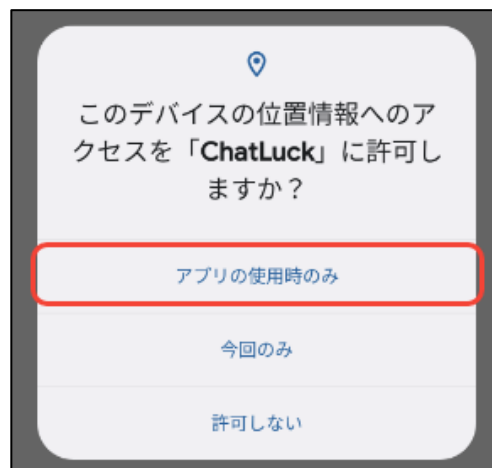 このデバイスの位置情報へのア
クセスを「ChatLuck」に許可し
ますか？
アプリの使用時のみ
今回のみ
許可しない